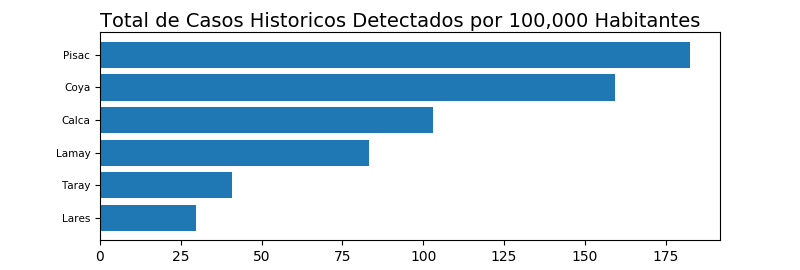 Total de Casos Historicos Detectados por 100,000 Habitantes
Pisac
Coya
Calca
Lamay
Taray
Lares
0 25 50 75 100 125 150 175